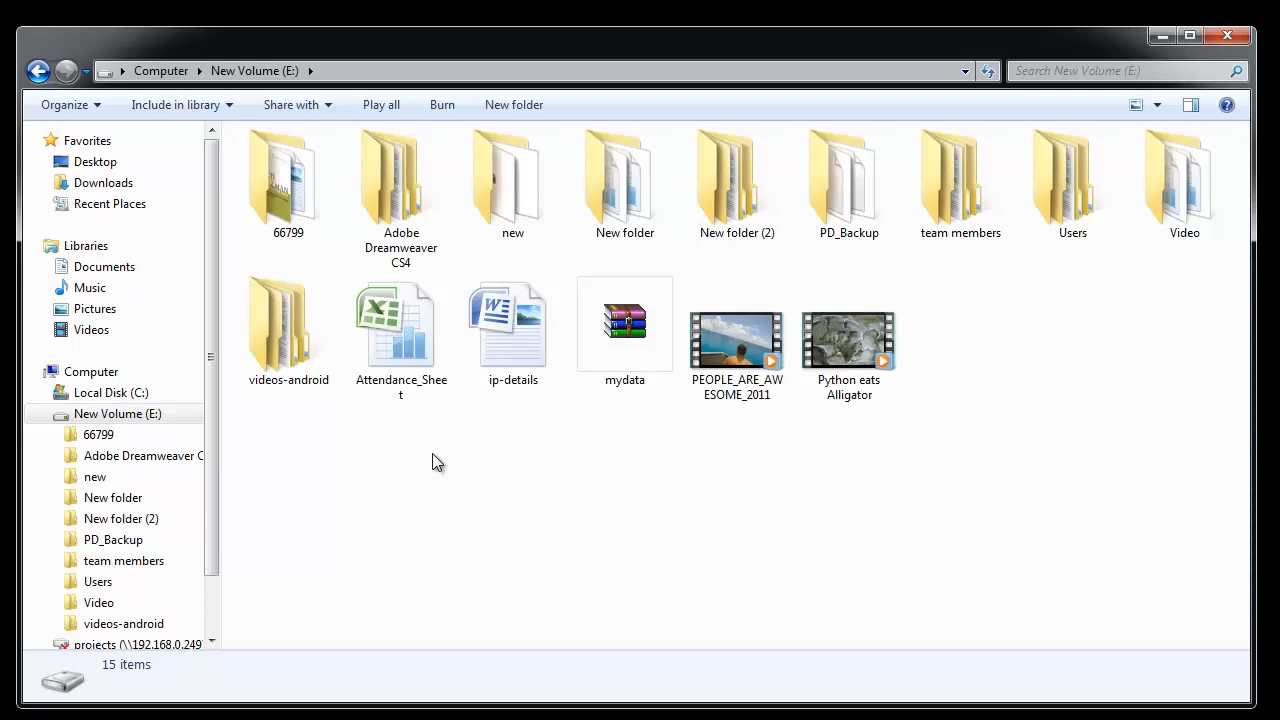 Computer
New Volume (E:)
Search New Volume (E:)
Organize
Include in library
Share with
Play all
Burn
New folder
Favorites
Desktop
Downloads
Recent Places
Libraries
Documents
Music
Pictures
Videos
Computer
Local Disk (C:)
New Volume (E:)
66799
Adobe Dreamweaver C
new
New folder
New folder (2)
PD_Backup
team members
Users
Video
videos-android
projects (\\192.168.0.249
66799
Adobe
Dreamweaver
CS4
new
New folder
New folder (2)
PD_Backup
team members
Users
Video
videos-android
Attendance_Shee
t
ip-details
mydata
PEOPLE_ARE_AW
ESOME_2011
Python eats
Alligator
15 items